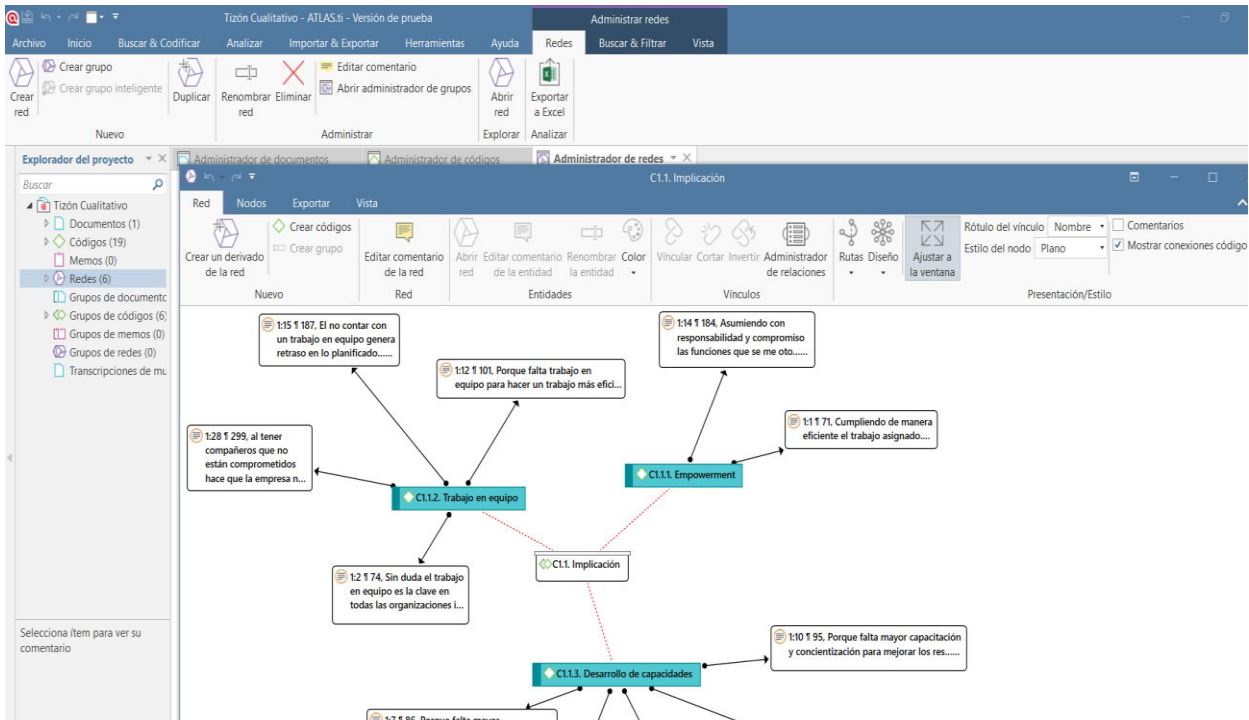 Tizón Cualitativo - ATLAS.ti - Versión de prueba
Administrar redes
Archivo Inicio Buscar & Codificar Analizar Importar & Exportar Herramientas Ayuda Redes Buscar & Filtrar Vista
Crear red
Crear grupo
Crear grupo inteligente
Duplicar
Renombrar red
Eliminar
Editar comentario
Abrir administrador de grupos
Abrir red
Exportar a Excel
Nuevo Administrar Explorar Analizar
Explorador del proyecto
Administrador de documentos Administrador de códigos Administrador de redes
Buscar
Tizón Cualitativo
Documentos (1)
Códigos (19)
Memos (0)
Redes (6)
Grupos de documentc
Grupos de códigos (6)
Grupos de memos (0)
Grupos de redes (0)
Transcripciones de mu
Selecciona ítem para ver su
comentario
C1.1. Implicación
Red Nodos Exportar Vista
Crear un derivado
de la red
Crear códigos
Crear grupo
Editar comentario
de la red
Abrir
red
Editar comentario
de la entidad
Renombrar
la entidad
Color
Vincular Cortar Invertir
Administrador
de relaciones
Rutas Diseño
Ajustar a
la ventana
Rótulo del vínculo Nombre
Estilo del nodo Plano
Comentarios
Mostrar conexiones código
Nuevo Red Entidades Vínculos Presentación/Estilo
1:15 ¶ 187, El no contar con
un trabajo en equipo genera
retraso en lo planificado......
1:14 ¶ 184, Asumiendo con
responsabilidad y compromiso
las funciones que se me oto......
1:12 ¶ 101, Porque falta trabajo en
equipo para hacer un trabajo más efici...
1:1 ¶ 71, Cumpliendo de manera
eficiente el trabajo asignado....
1:28 ¶ 299, al tener
compañeros que no
están comprometidos
hace que la empresa n...
C1.1.1. Empowerment
C1.1.2. Trabajo en equipo
C1.1. Implicación
1:2 ¶ 74, Sin duda el trabajo
en equipo es la clave en
todas las organizaciones i...
1:10 ¶ 95, Porque falta mayor capacitación
y concientización para mejorar los res......
C1.1.3. Desarrollo de capacidades
1:7 ¶ 86, Porque falta mayor